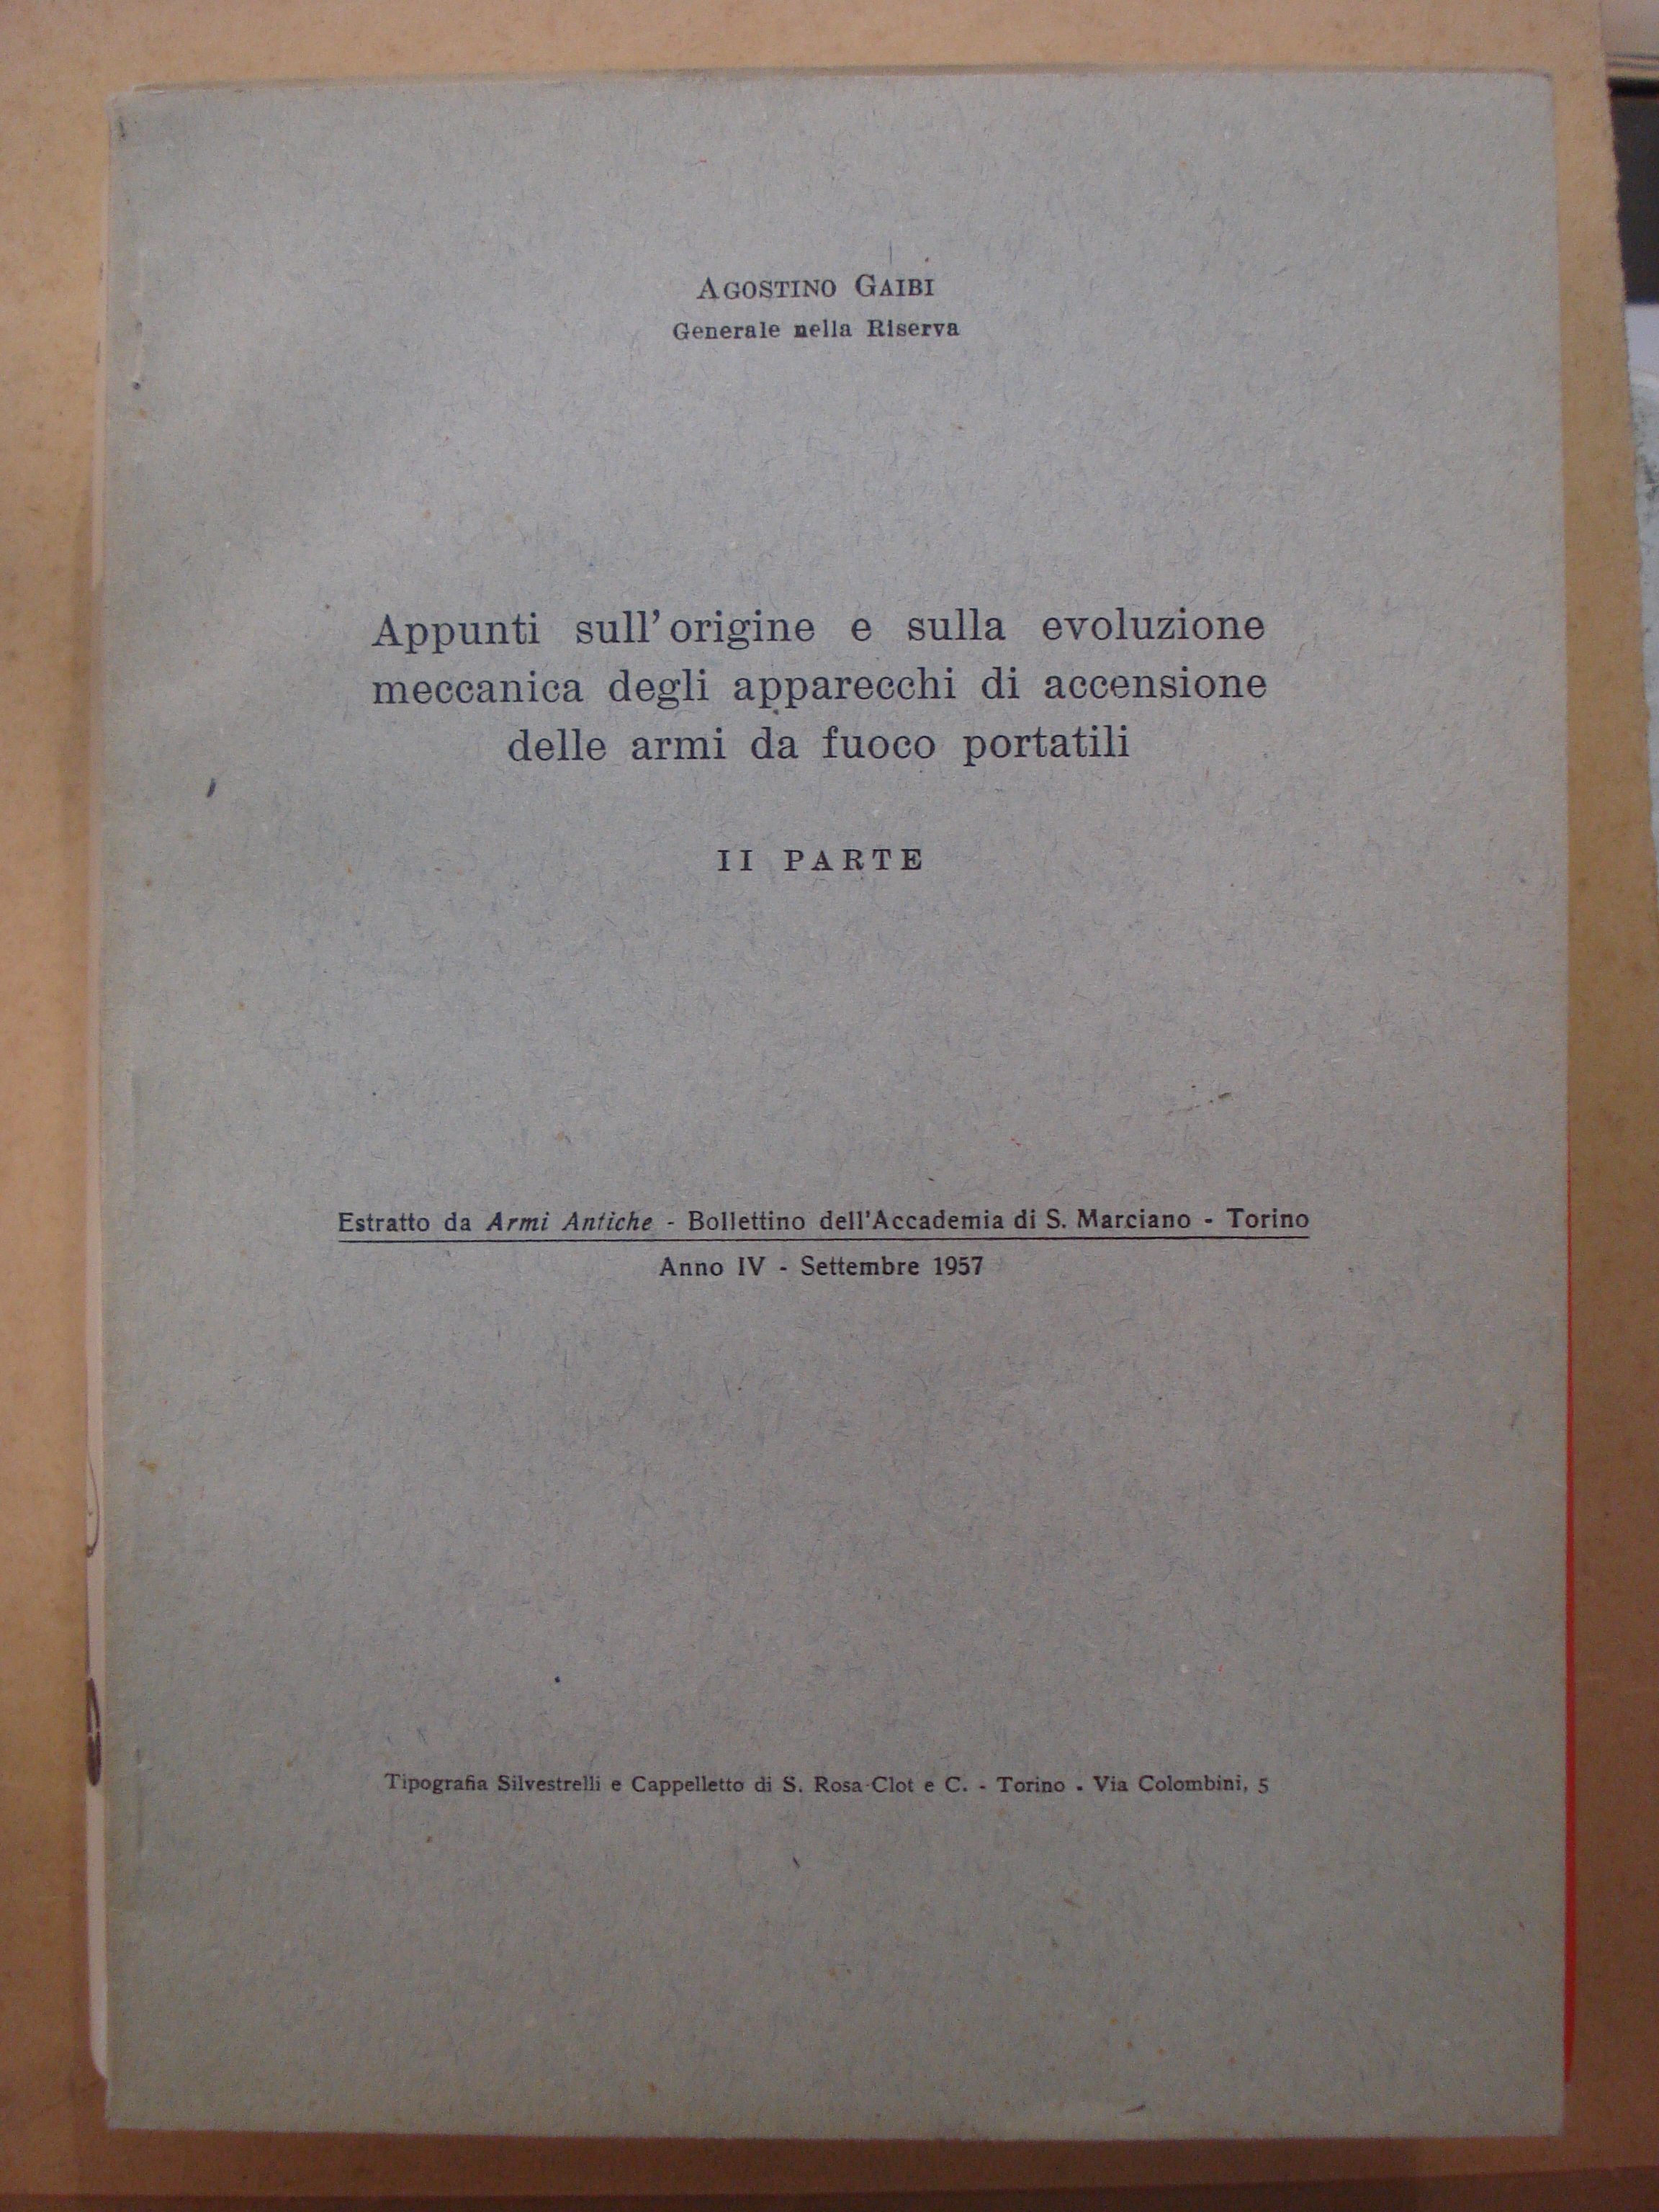 AGOSTINO GAIBI
Generale nella Riserva
Appunti sull'origine e sulla evoluzione
meccanica degli apparecchi di accensione
delle armi da fuoco portatili
II PARTE
Estratto da Armi Antiche - Bollettino dell'Accademia di S. Marciano - Torino
Anno IV - Settembre 1957
Tipografia Silvestrelli e Cappelletto di S. Rosa-Clot e C. - Torino - Via Colombini, 5